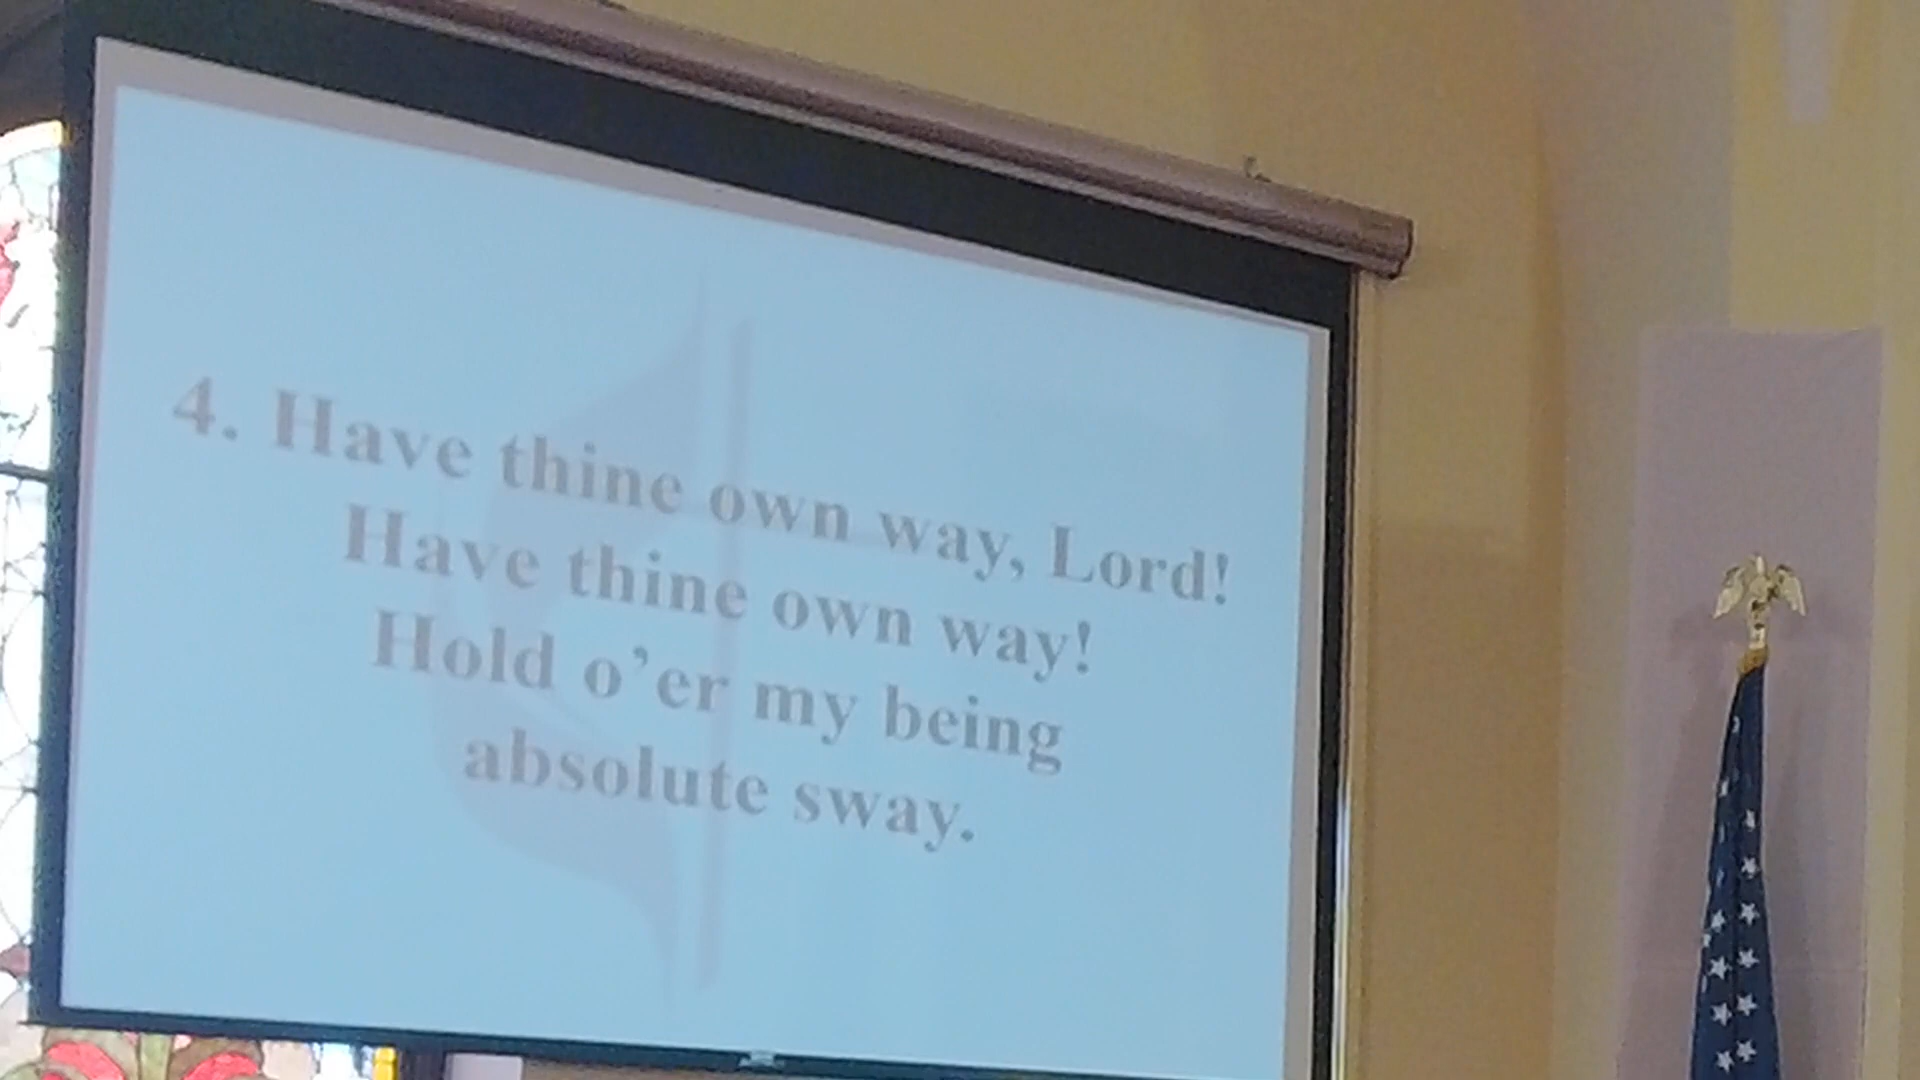 4. Have thine own way, Lord!
Have thine own way!
Hold o’er my being
absolute sway.